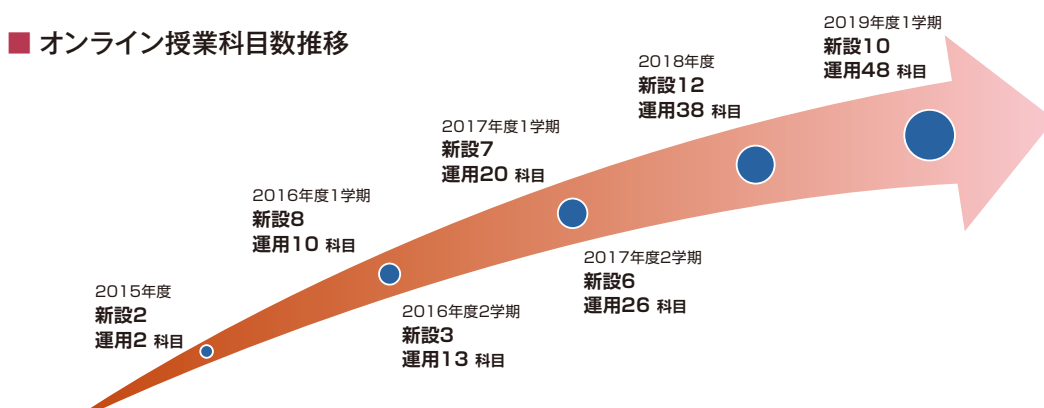 ■ オンライン授業科目数推移
2015年度
新設2
運用2 科目
2016年度1学期
新設8
運用10 科目
2016年度2学期
新設3
運用13 科目
2017年度1学期
新設7
運用20 科目
2017年度2学期
新設6
運用26 科目
2018年度
新設12
運用38 科目
2019年度1学期
新設10
運用48 科目